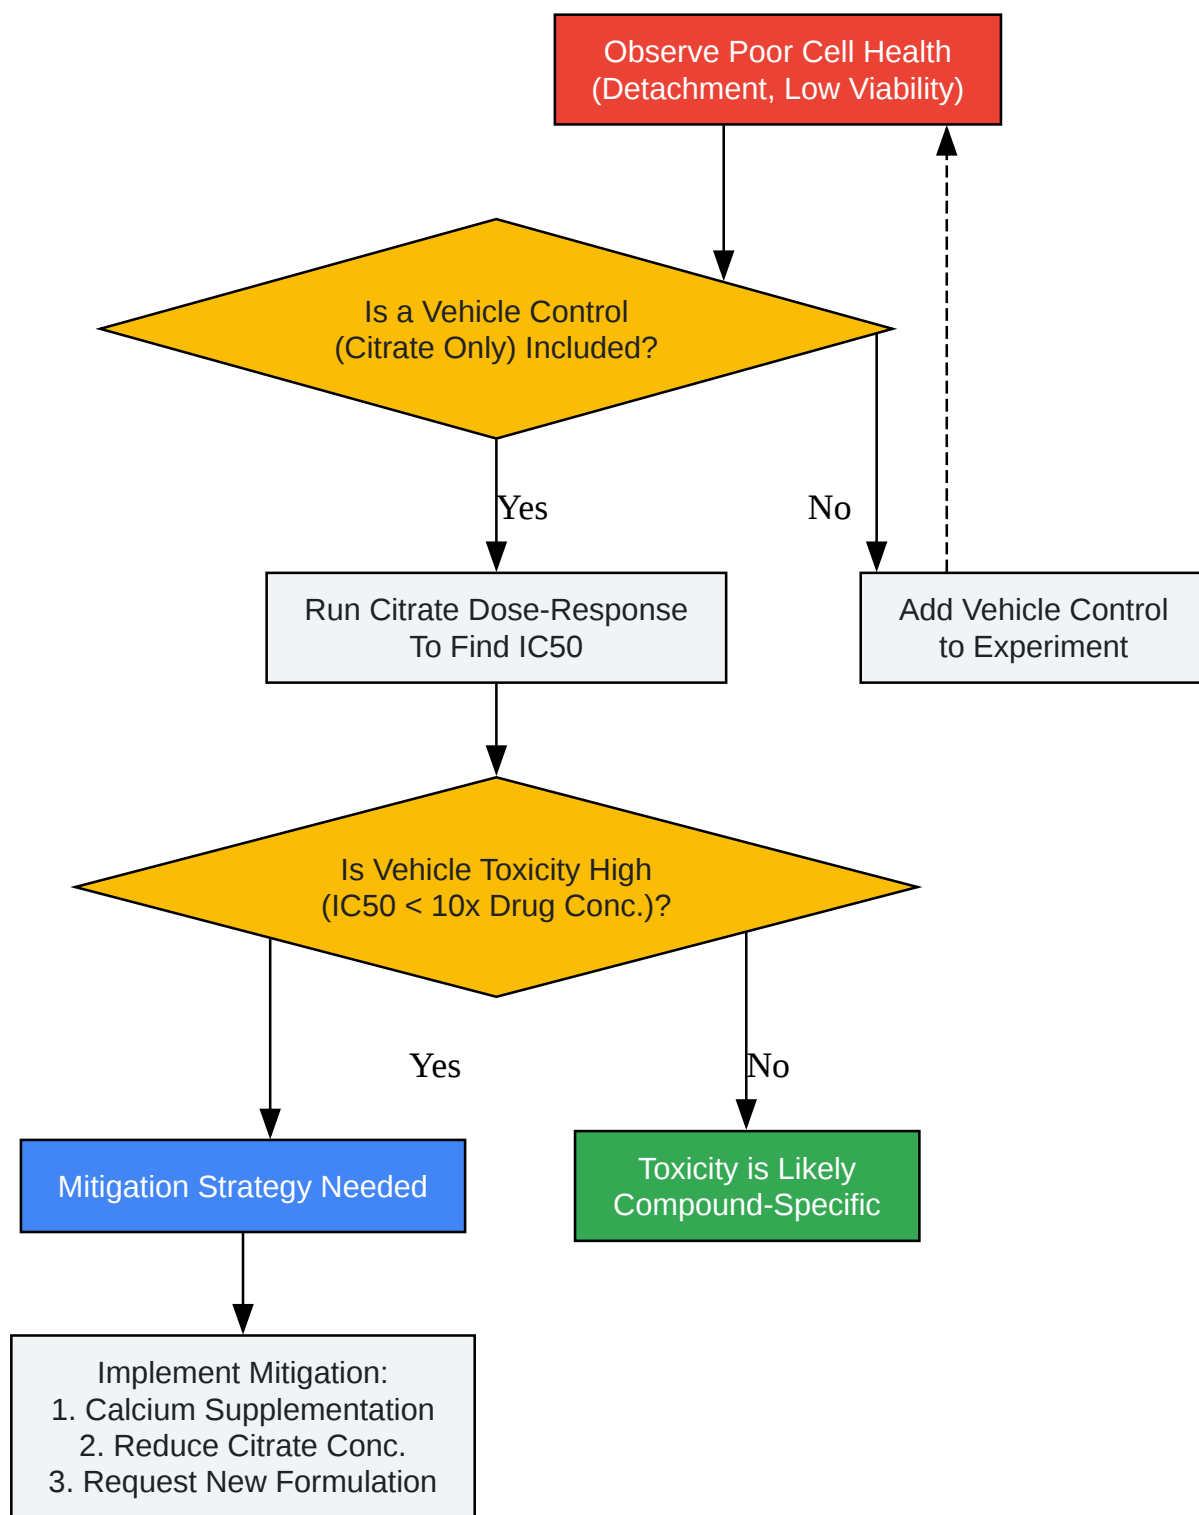 Observe Poor Cell Health
(Detachment, Low Viability)
Is a Vehicle Control
(Citrate Only) Included?
Yes
No
Run Citrate Dose-Response
To Find IC50
Add Vehicle Control
to Experiment
Is Vehicle Toxicity High
(IC50 < 10x Drug Conc.)?
Yes
No
Mitigation Strategy Needed
Toxicity is Likely
Compound-Specific
Implement Mitigation:
1. Calcium Supplementation
2. Reduce Citrate Conc.
3. Request New Formulation